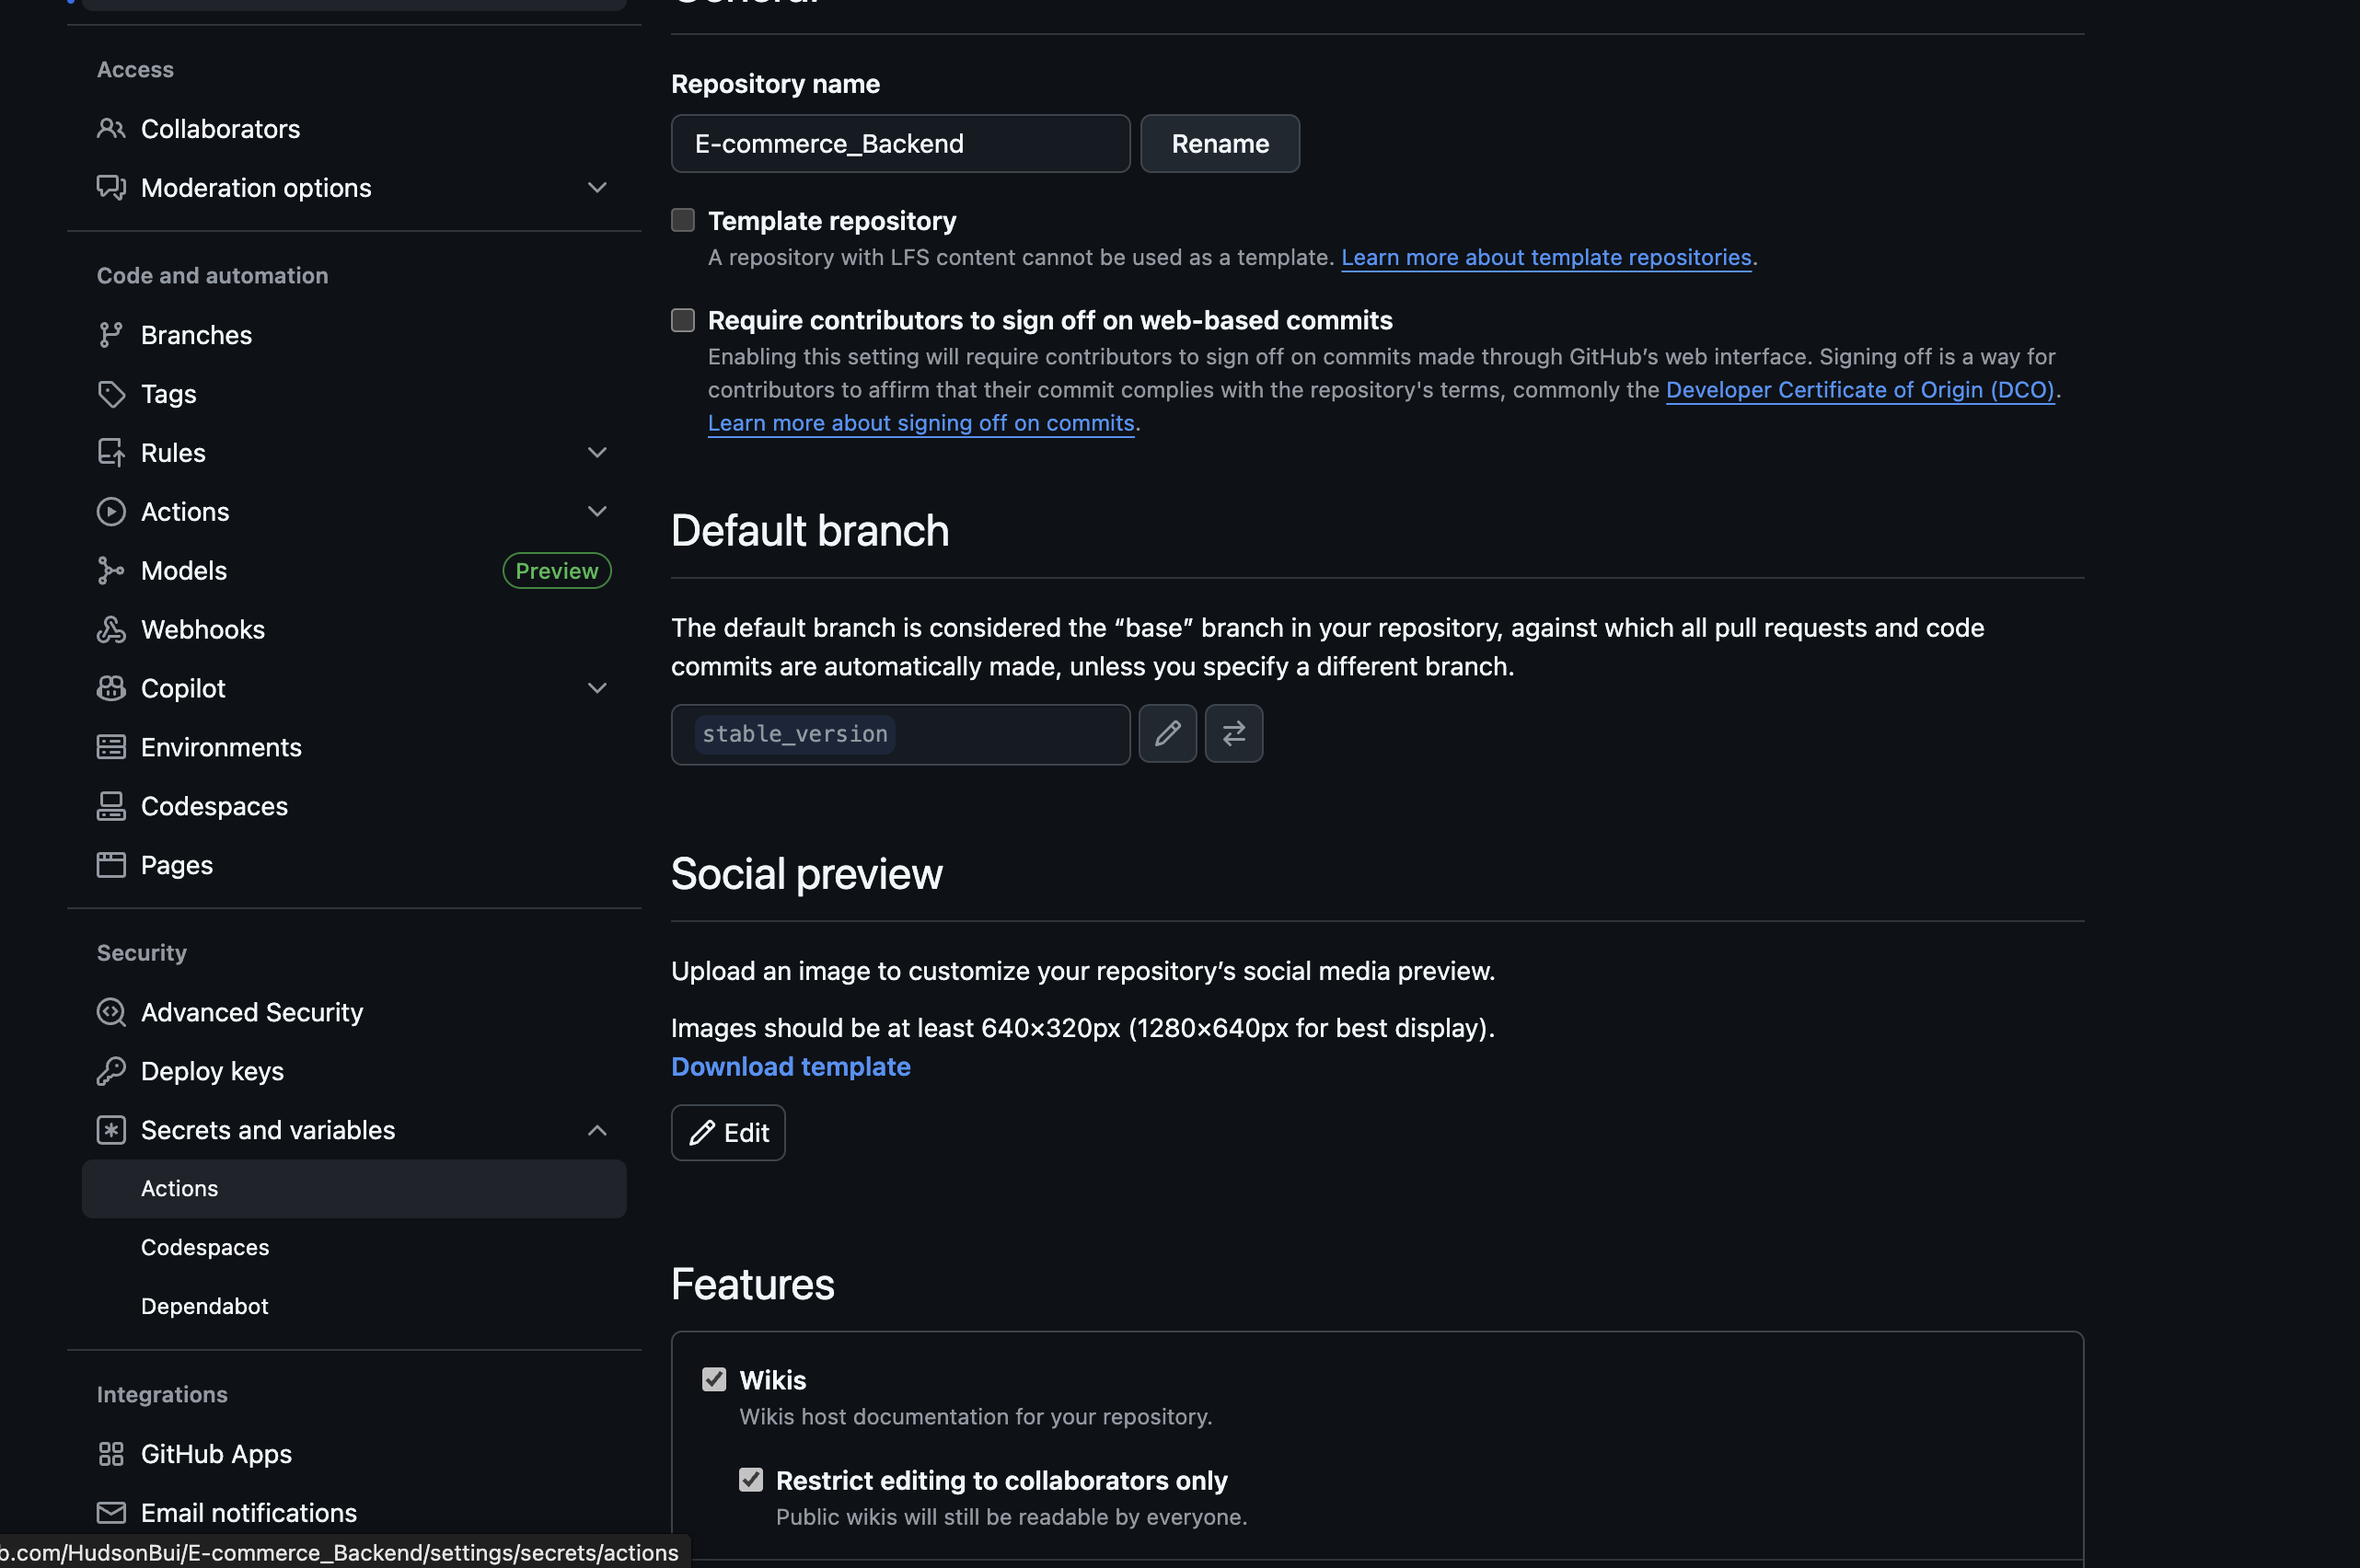 General
Access
Collaborators
Moderation options
Code and automation
Branches
Tags
Rules
Actions
Models
Preview
Webhooks
Copilot
Environments
Codespaces
Pages
Security
Advanced Security
Deploy keys
Secrets and variables
Actions
Codespaces
Dependabot
Integrations
GitHub Apps
Email notifications
b.com/HudsonBui/E-commerce_Backend/settings/secrets/actions
Repository name
E-commerce_Backend
Rename
Template repository
A repository with LFS content cannot be used as a template. Learn more about template repositories.
Require contributors to sign off on web-based commits
Enabling this setting will require contributors to sign off on commits made through GitHub’s web interface. Signing off is a way for
contributors to affirm that their commit complies with the repository's terms, commonly the Developer Certificate of Origin (DCO).
Learn more about signing off on commits.
Default branch
The default branch is considered the “base” branch in your repository, against which all pull requests and code
commits are automatically made, unless you specify a different branch.
stable_version
Social preview
Upload an image to customize your repository’s social media preview.
Images should be at least 640×320px (1280×640px for best display).
Download template
Edit
Features
Wikis
Wikis host documentation for your repository.
Restrict editing to collaborators only
Public wikis will still be readable by everyone.